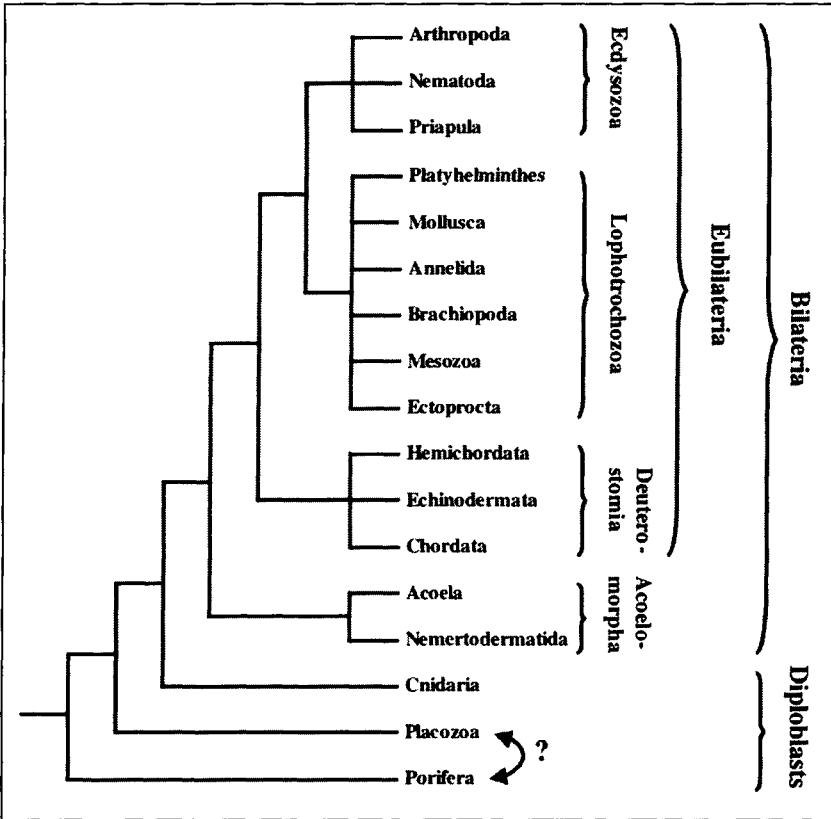 Arthropoda
Nematoda
Priapula
Platyhelminthes
Mollusca
Annelida
Brachiopoda
Mesozoa
Ectoprocta
Hemichordata
Echinodermata
Chordata
Acoela
Nemertodermatida
Cnidaria
Placozoa
Porifera
?
Ecdysozoa
Lophotrochozoa
Deutero-
stomia
Acoelo-
morpha
Eubilateria
Bilateria
Diploblasts